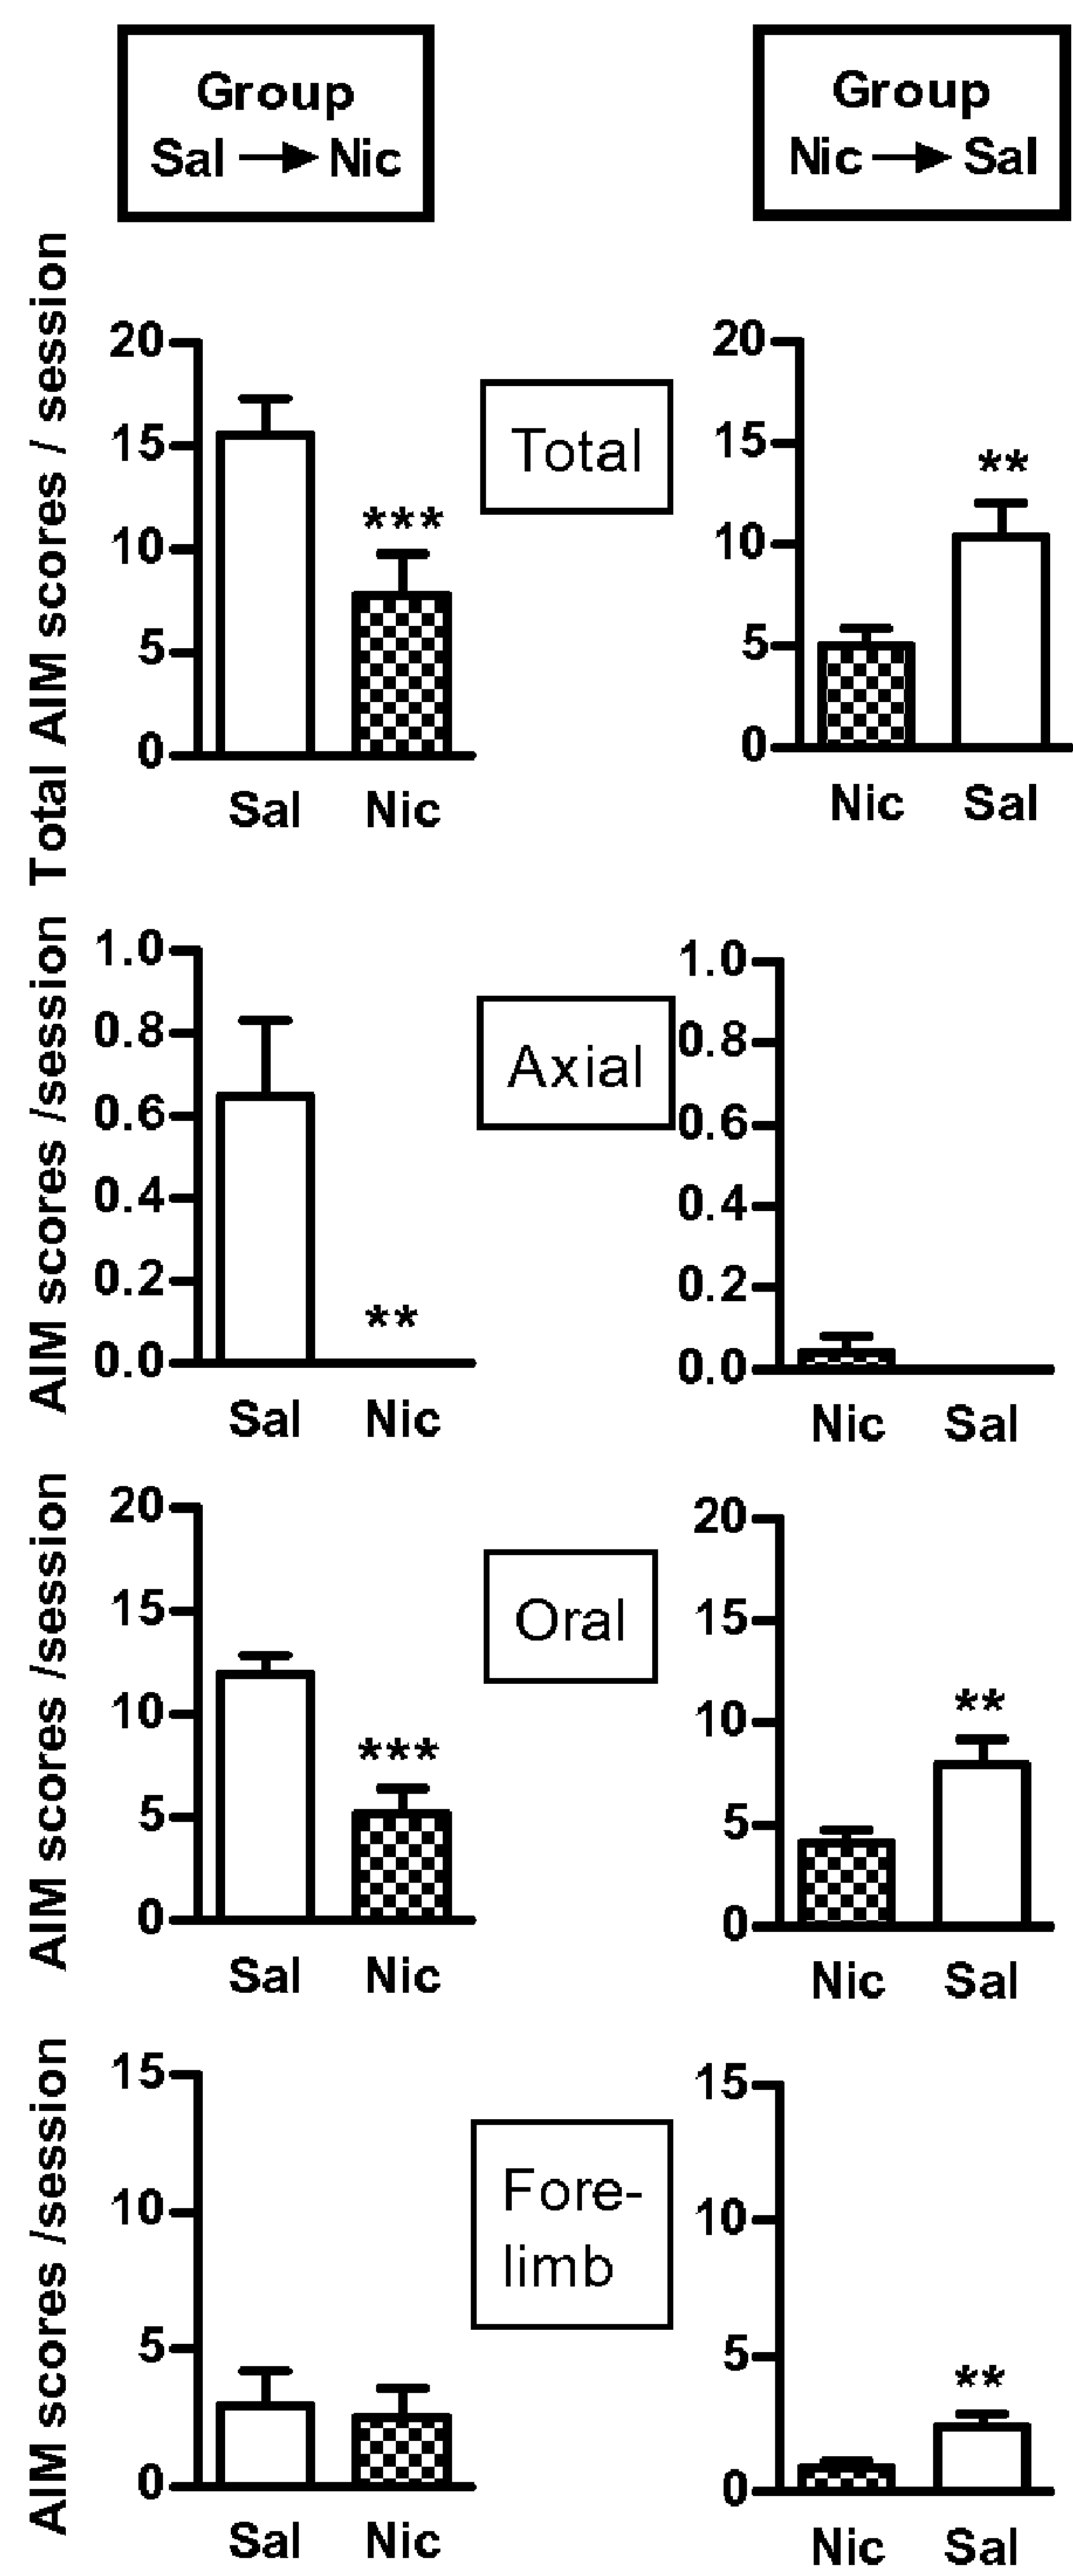 Group
Sal → Nic
Group
Nic → Sal
Total AIM scores / session
20
15
10
5
0
***
Sal Nic
Total
20
15
10
5
0
**
Nic Sal
AIM scores /session
1.0
0.8
0.6
0.4
0.2
0.0
**
Sal Nic
Axial
1.0
0.8
0.6
0.4
0.2
0.0
Nic Sal
AIM scores /session
20
15
10
5
0
***
Sal Nic
Oral
20
15
10
5
0
**
Nic Sal
AIM scores /session
15
10
5
0
Sal Nic
Fore-
limb
15
10
5
0
**
Nic Sal